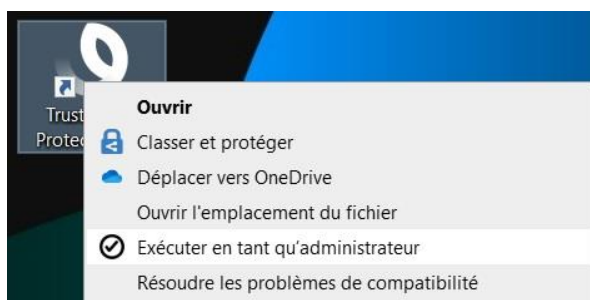 Trust
Ouvrir
Classer et protéger
Déplacer vers OneDrive
Ouvrir l'emplacement du fichier
Exécuter en tant qu'administrateur
Résoudre les problèmes de compatibilité